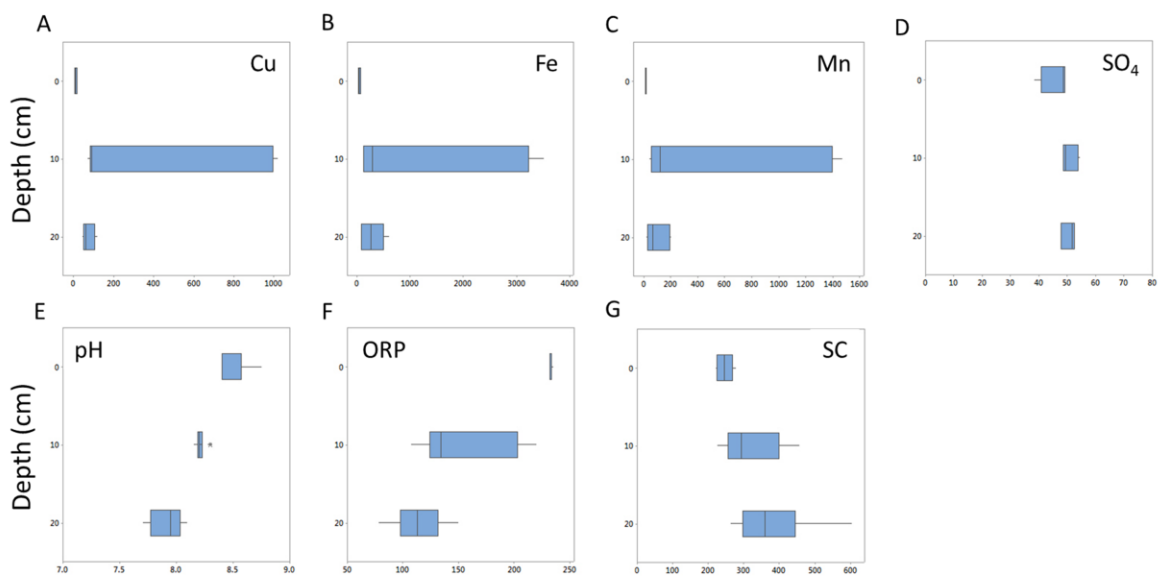 A
B
C
D
Cu
Fe
Mn
SO4
Depth (cm)
0
10
20
0
10
20
0
10
20
0
10
20
0 200 400 600 800 1000
0 1000 2000 3000 4000
0 200 400 600 800 1000 1200 1400 1600
0 10 20 30 40 50 60 70 80
E
F
G
pH
ORP
SC
Depth (cm)
0
10
20
0
10
20
0
10
20
*
7.0 7.5 8.0 8.5 9.0
50 100 150 200 250
0 100 200 300 400 500 600